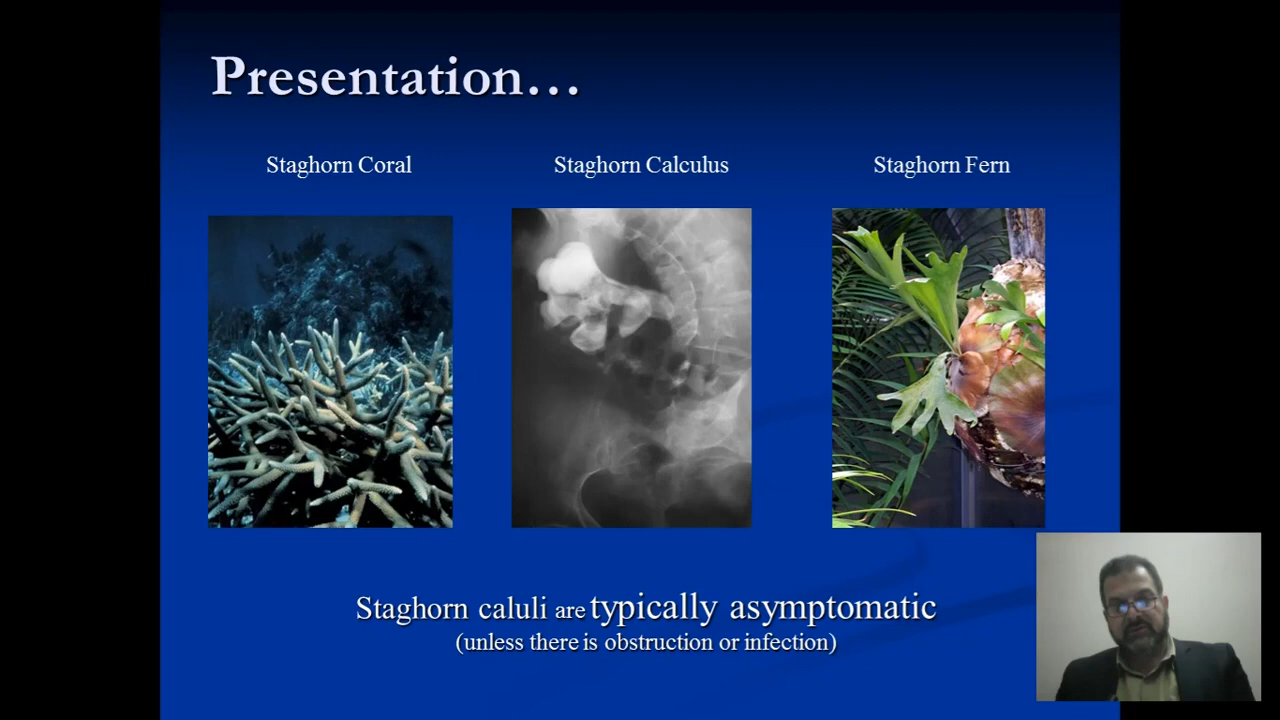 Presentation…
Staghorn Coral
Staghorn Calculus
Staghorn Fern
Staghorn caluli are typically asymptomatic
(unless there is obstruction or infection)